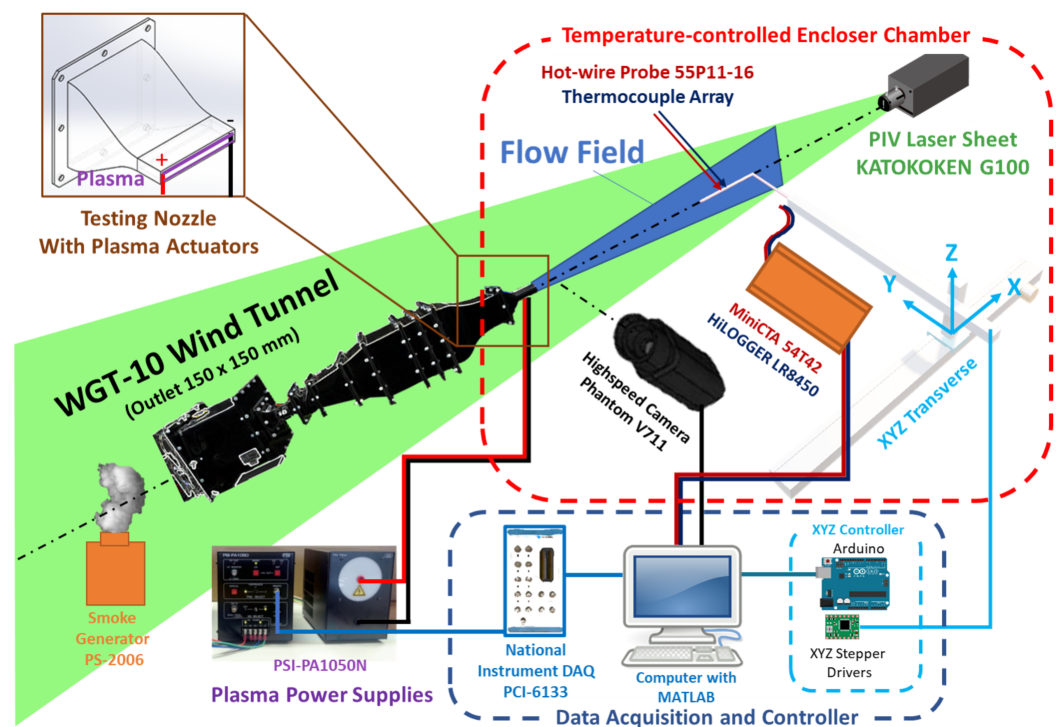 Temperature-controlled Encloser Chamber
Hot-wire Probe 55P11-16
Thermocouple Array
PIV Laser Sheet
KATOKOKEN G100
Flow Field
-
+
Plasma
Testing Nozzle
With Plasma Actuators
WGT-10 Wind Tunnel
(Outlet 150 x 150 mm)
Z
Y
X
MiniCTA 54T42
HiLOGGER LR8450
XYZ Transverse
Highspeed Camera
Phantom V711
Smoke
Generator
PS-2006
PSI-PA1050N
Plasma Power Supplies
National
Instrument DAQ
PCI-6133
Computer with
MATLAB
XYZ Controller
Arduino
XYZ Stepper
Drivers
Data Acquisition and Controller